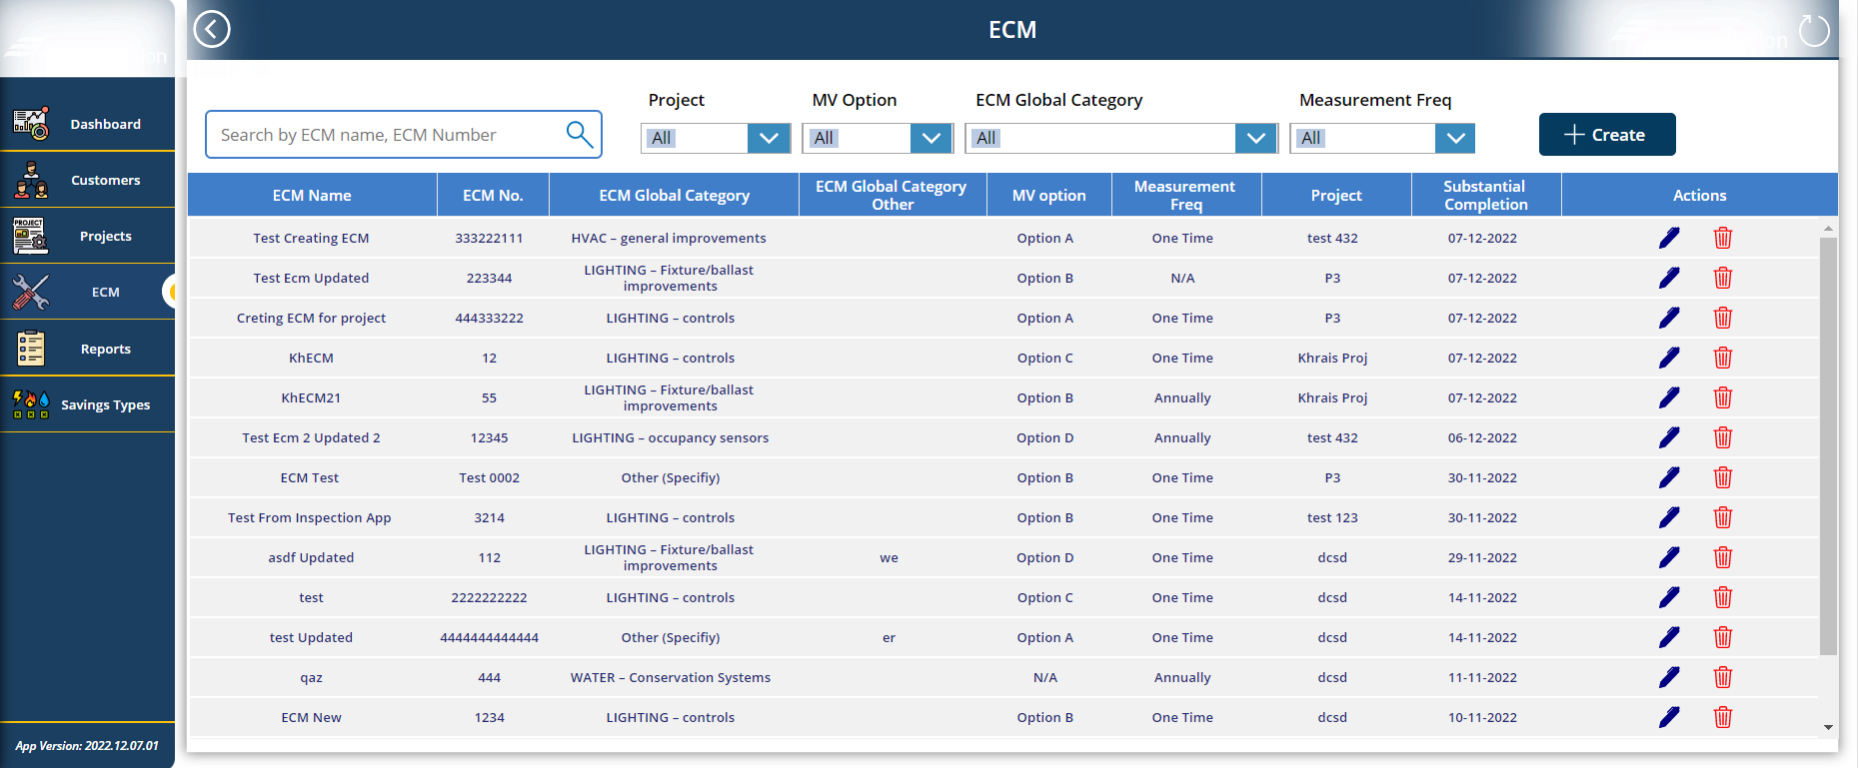 ECM
Dashboard
Customers
PROJECT
Projects
ECM
Reports
Savings Types
App Version: 2022.12.07.01
Project
MV Option
ECM Global Category
Measurement Freq
Search by ECM name, ECM Number
All
All
All
All
Create
ECM Name ECM No. ECM Global Category ECM Global Category Other MV option Measurement Freq Project Substantial Completion Actions
Test Creating ECM 333222111 HVAC – general improvements Option A One Time test 432 07-12-2022
Test Ecm Updated 223344 LIGHTING – Fixture/ballast improvements Option B N/A P3 07-12-2022
Creting ECM for project 444333222 LIGHTING – controls Option A One Time P3 07-12-2022
KhECM 12 LIGHTING – controls Option C One Time Khrais Proj 07-12-2022
KhECM21 55 LIGHTING – Fixture/ballast improvements Option B Annually Khrais Proj 07-12-2022
Test Ecm 2 Updated 2 12345 LIGHTING – occupancy sensors Option D Annually test 432 06-12-2022
ECM Test Test 0002 Other (Specifiy) Option B One Time P3 30-11-2022
Test From Inspection App 3214 LIGHTING – controls Option B One Time test 123 30-11-2022
asdf Updated 112 LIGHTING – Fixture/ballast improvements we Option D One Time dcsd 29-11-2022
test 2222222222 LIGHTING – controls Option C One Time dcsd 14-11-2022
test Updated 4444444444444 Other (Specifiy) er Option A One Time dcsd 14-11-2022
qaz 444 WATER – Conservation Systems N/A Annually dcsd 11-11-2022
ECM New 1234 LIGHTING – controls Option B One Time dcsd 10-11-2022